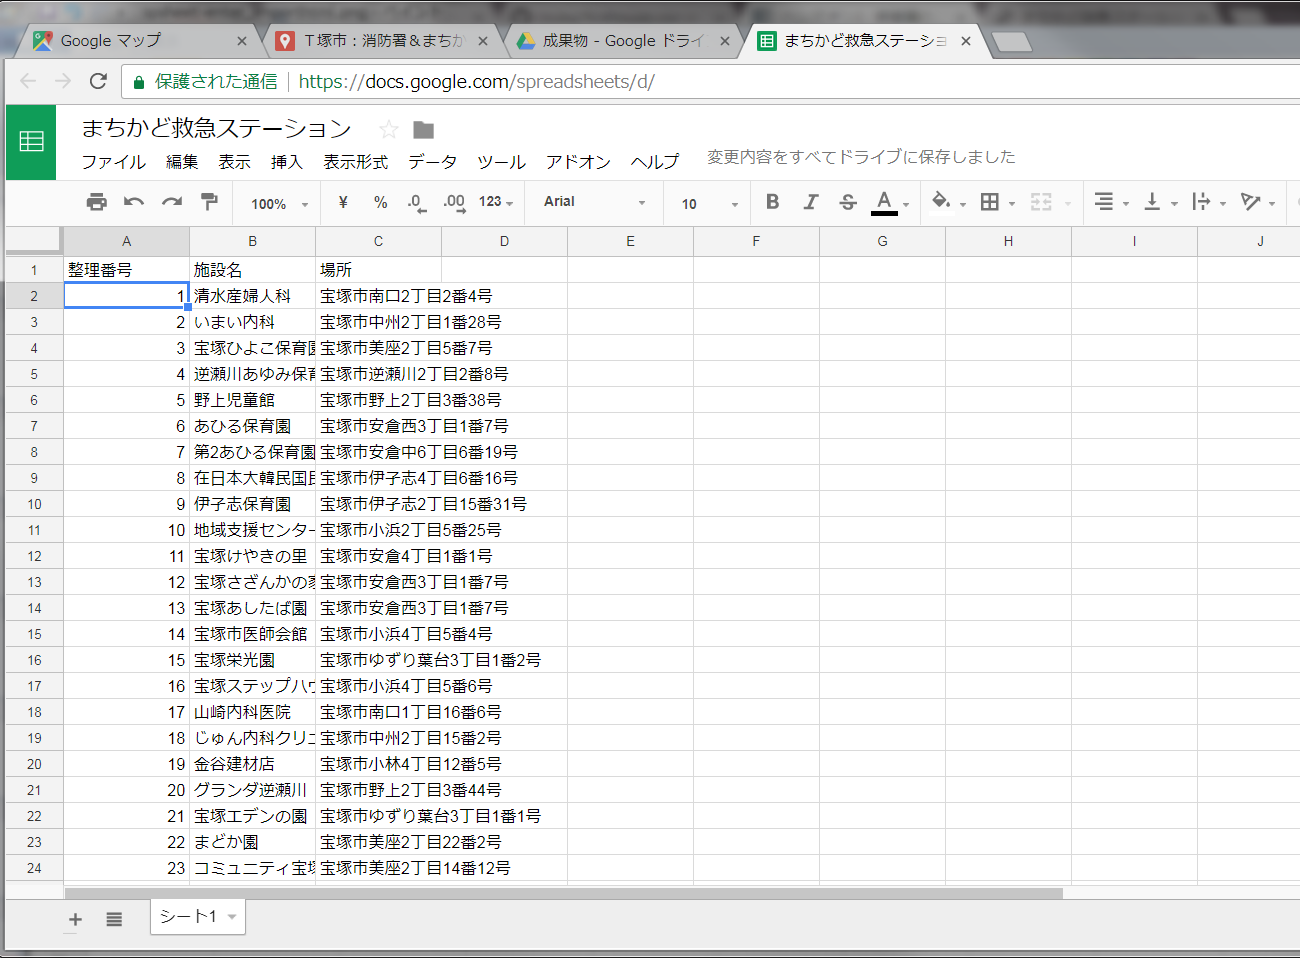 Google マップ
T塚市：消防署＆まちか
成果物 - Google ドライ
まちかど救急ステーショ
保護された通信 https://docs.google.com/spreadsheets/d/
まちかど救急ステーション
ファイル 編集 表示 挿入 表示形式 データ ツール アドオン ヘルプ 変更内容をすべてドライブに保存しました
100% ¥ % .0 .00 123 Arial 10 B I S A
A B C D E F G H I J
1 整理番号 施設名 場所
2 1 清水産婦人科 宝塚市南口2丁目2番4号
3 2 いまい内科 宝塚市中州2丁目1番28号
4 3 宝塚ひよこ保育園 宝塚市美座2丁目5番7号
5 4 逆瀬川あゆみ保育 宝塚市逆瀬川2丁目2番8号
6 5 野上児童館 宝塚市野上2丁目3番38号
7 6 あひる保育園 宝塚市安倉西3丁目1番7号
8 7 第2あひる保育園 宝塚市安倉中6丁目6番19号
9 8 在日本大韓民国民 宝塚市伊子志4丁目6番16号
10 9 伊子志保育園 宝塚市伊子志2丁目15番31号
11 10 地域支援センター 宝塚市小浜2丁目5番25号
12 11 宝塚けやきの里 宝塚市安倉4丁目1番1号
13 12 宝塚さざんかの家 宝塚市安倉西3丁目1番7号
14 13 宝塚あしたば園 宝塚市安倉西3丁目1番7号
15 14 宝塚市医師会館 宝塚市小浜4丁目5番4号
16 15 宝塚栄光園 宝塚市ゆずり葉台3丁目1番2号
17 16 宝塚ステップハウ 宝塚市小浜4丁目5番6号
18 17 山崎内科医院 宝塚市南口1丁目16番6号
19 18 じゅん内科クリニ 宝塚市中州2丁目15番2号
20 19 金谷建材店 宝塚市小林4丁目12番5号
21 20 グランダ逆瀬川 宝塚市野上2丁目3番44号
22 21 宝塚エデンの園 宝塚市ゆずり葉台3丁目1番1号
23 22 まどか園 宝塚市美座2丁目22番2号
24 23 コミュニティ宝塚 宝塚市美座2丁目14番12号
シート1